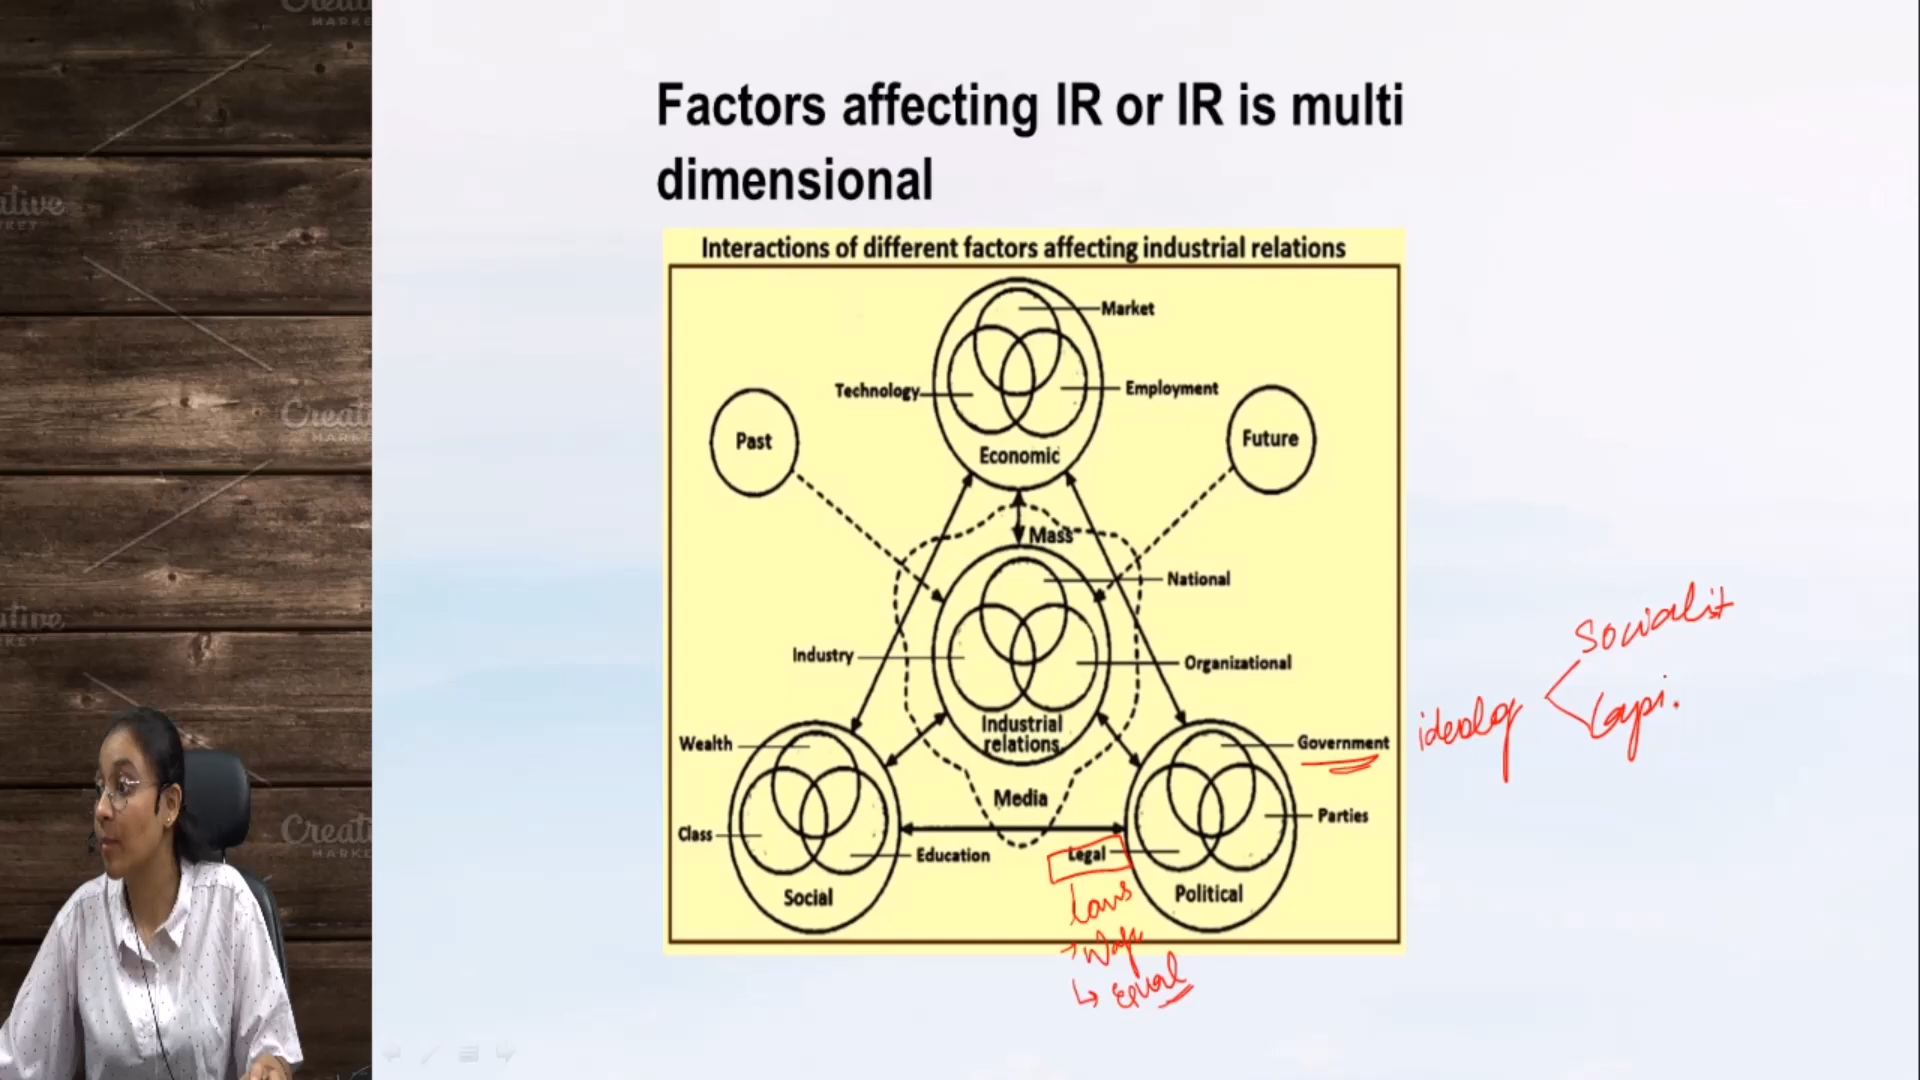 Factors affecting IR or IR is multi
dimensional
Interactions of different factors affecting industrial relations
Market
Technology
Employment
Economic
Past
Future
Mass
National
Industry
Organizational
Industrial
relations
Wealth
Government
Media
Class
Education
Social
Legal
Parties
Political
Socialist
Capi.
Laws
Equal
Creative
MARKET